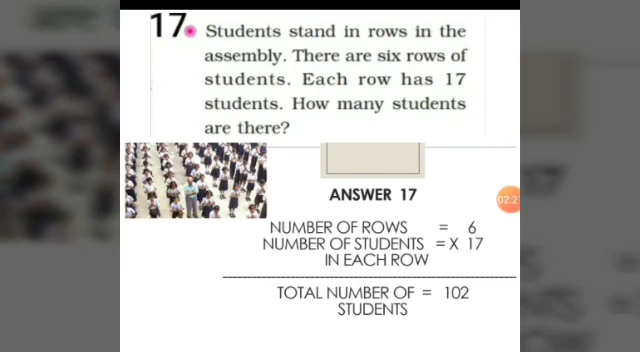 17. Students stand in rows in the
assembly. There are six rows of
students. Each row has 17
students. How many students
are there?
ANSWER 17
NUMBER OF ROWS = 6
NUMBER OF STUDENTS = X 17
IN EACH ROW
TOTAL NUMBER OF = 102
STUDENTS